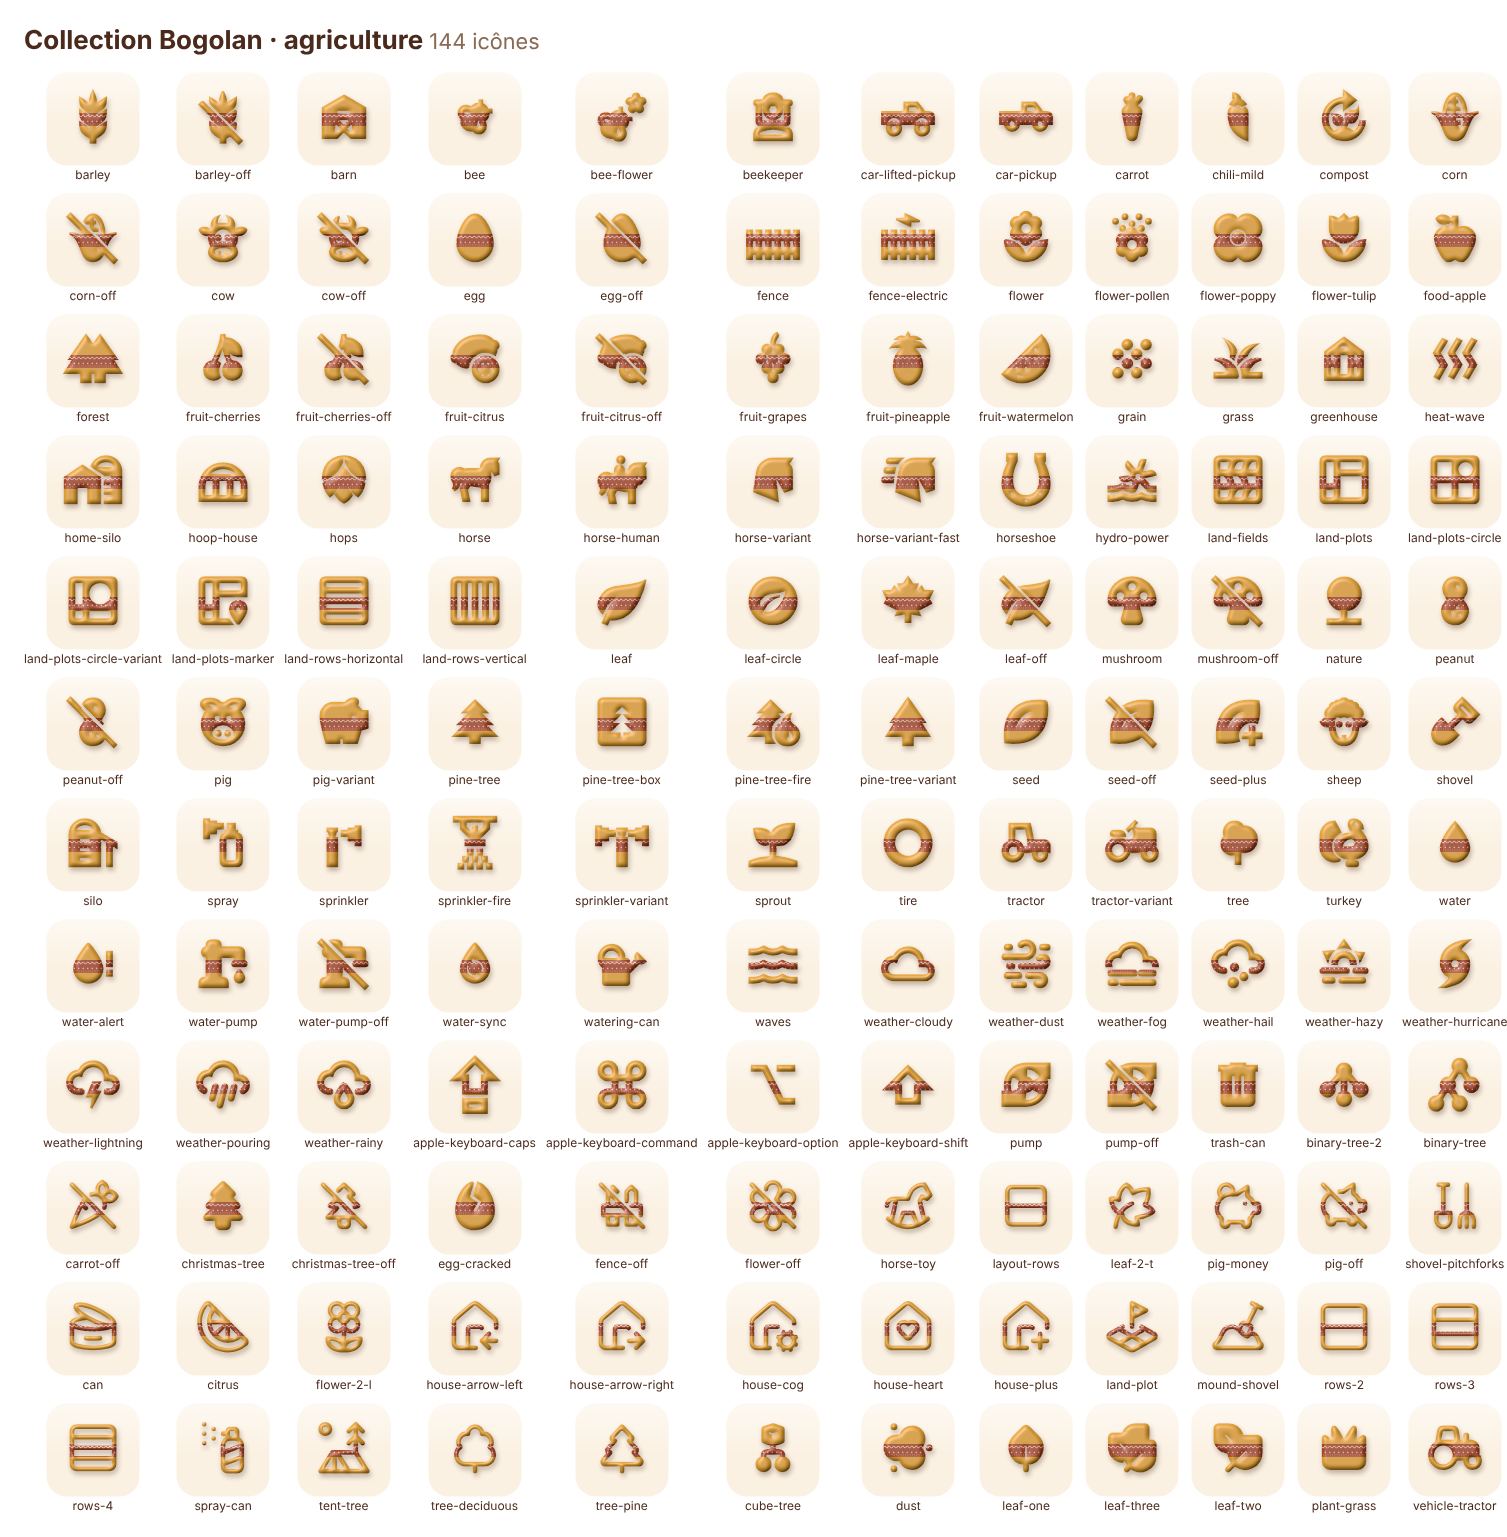 Collection Bogolan · agriculture 144 icônes
barley barley-off barn bee bee-flower beekeeper car-lifted-pickup car-pickup carrot chili-mild compost corn
corn-off cow cow-off egg egg-off fence fence-electric flower flower-pollen flower-poppy flower-tulip food-apple
forest fruit-cherries fruit-cherries-off fruit-citrus fruit-citrus-off fruit-grapes fruit-pineapple fruit-watermelon grain grass greenhouse heat-wave
home-silo hoop-house hops horse horse-human horse-variant horse-variant-fast horseshoe hydro-power land-fields land-plots land-plots-circle
land-plots-circle-variant land-plots-marker land-rows-horizontal land-rows-vertical leaf leaf-circle leaf-maple leaf-off mushroom mushroom-off nature peanut
peanut-off pig pig-variant pine-tree pine-tree-box pine-tree-fire pine-tree-variant seed seed-off seed-plus sheep shovel
silo spray sprinkler sprinkler-fire sprinkler-variant sprout tire tractor tractor-variant tree turkey water
water-alert water-pump water-pump-off water-sync watering-can waves weather-cloudy weather-dust weather-fog weather-hail weather-hazy weather-hurricane
weather-lightning weather-pouring weather-rainy apple-keyboard-caps apple-keyboard-command apple-keyboard-option apple-keyboard-shift pump pump-off trash-can binary-tree-2 binary-tree
carrot-off christmas-tree christmas-tree-off egg-cracked fence-off flower-off horse-toy layout-rows leaf-2-t pig-money pig-off shovel-pitchforks
can citrus flower-2-l house-arrow-left house-arrow-right house-cog house-heart house-plus land-plot mound-shovel rows-2 rows-3
rows-4 spray-can tent-tree tree-deciduous tree-pine cube-tree dust leaf-one leaf-three leaf-two plant-grass vehicle-tractor